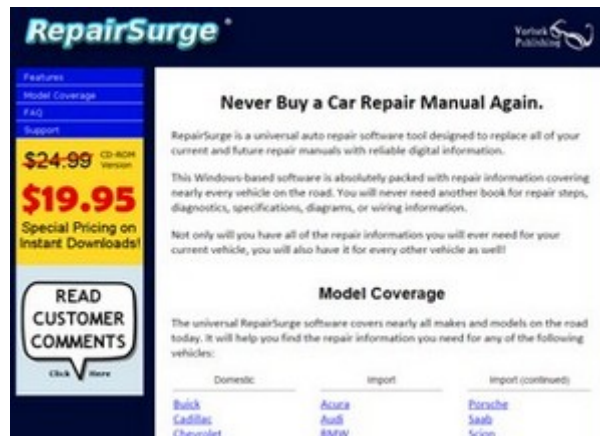 RepairSurge
Publishing
Features
Model Coverage
FAQ
Support
$24.99 CD-ROM
Version
$19.95
Special Pricing on
Instant Downloads!
READ
CUSTOMER
COMMENTS
Click Here
Never Buy a Car Repair Manual Again.
RepairSurge is a universal auto repair software tool designed to replace all of your
current and future repair manuals with reliable digital information.
This Windows-based software is absolutely packed with repair information covering
nearly every vehicle on the road. You will never need another book for repair steps,
diagnostics, specifications, diagrams, or wiring information.
Not only will you have all of the repair information you will ever need for your
current vehicle, you will also have it for every other vehicle as well!
Model Coverage
The universal RepairSurge software covers nearly all makes and models on the road
today. It will help you find the repair information you need for any of the following
vehicles:
Domestic Import Import (continued)
Buick Acura Porsche
Cadillac Audi Saab
Chevrolet BMW Scion